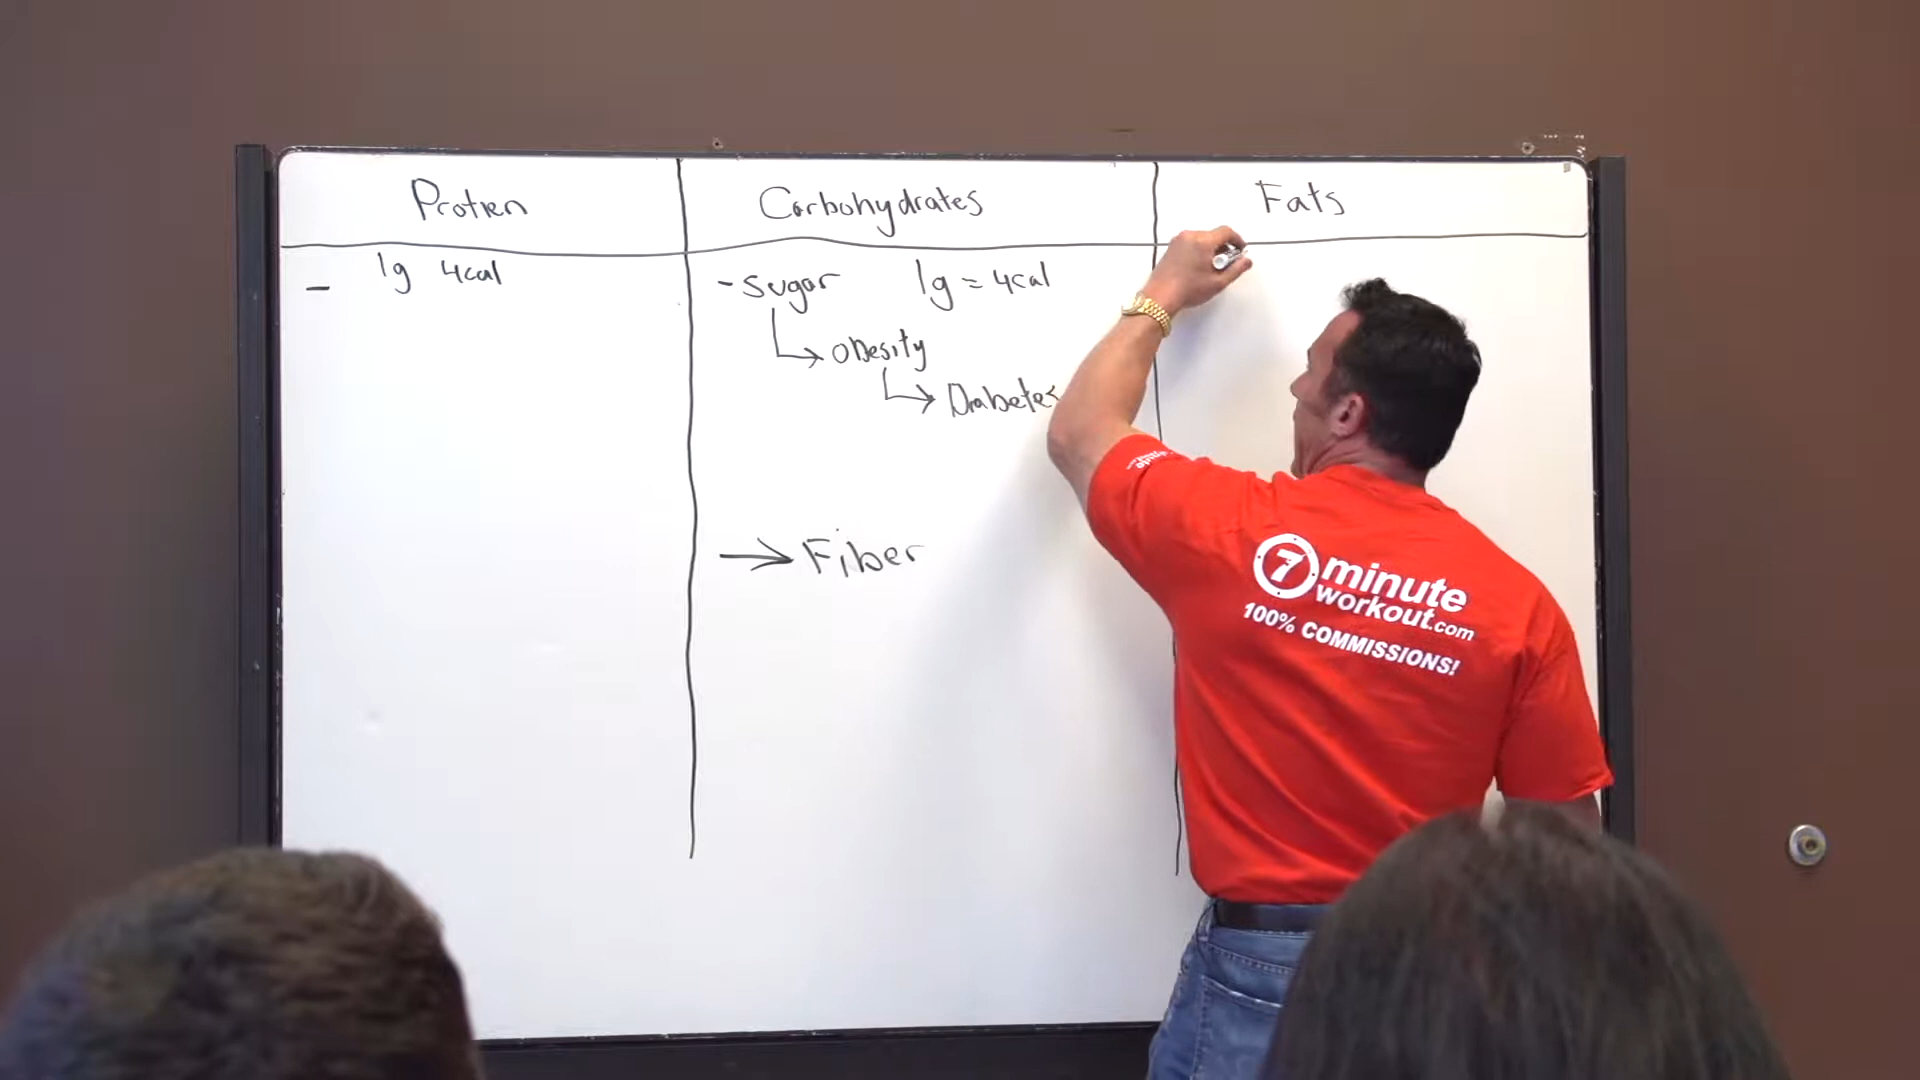 Protien
Carbohydrates
Fats
- 1g 4cal
- Sugar 1g = 4cal
Obesity
Diabetes
→ Fiber
7 minute
workout.com
100% COMMISSIONS!